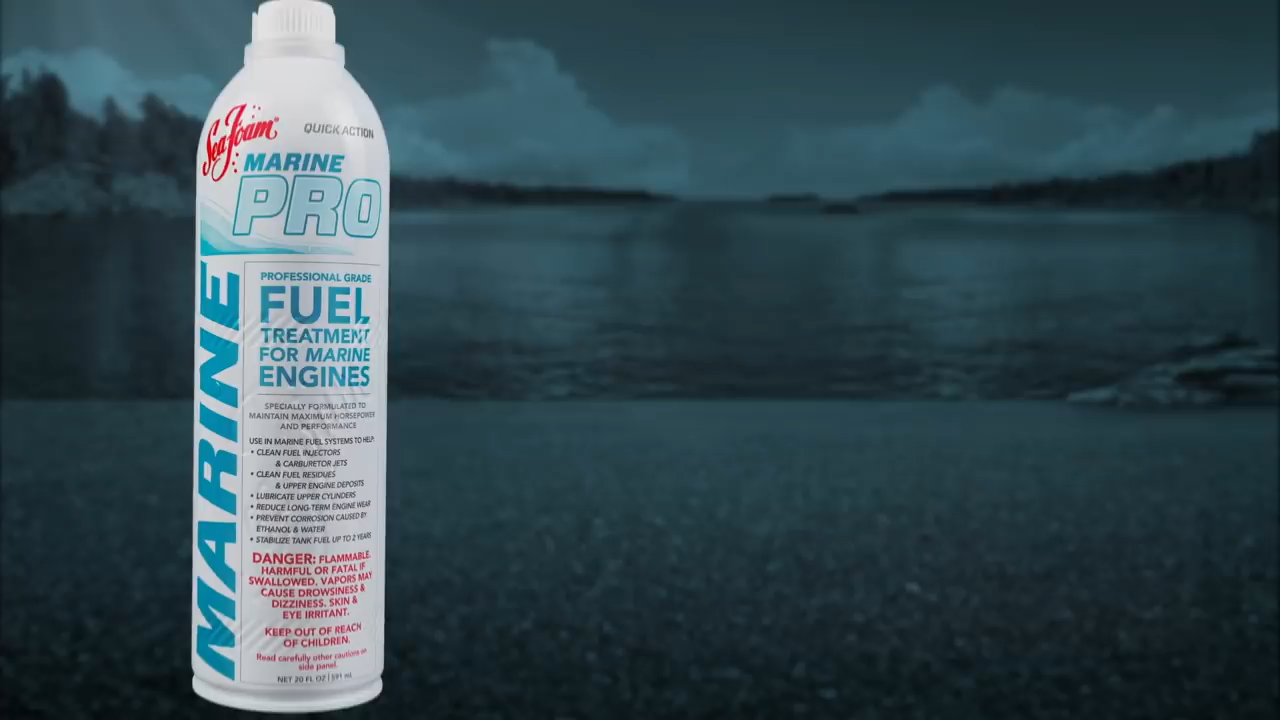 Sea Foam®
QUICK ACTION
MARINE
PRO
MARINE
PROFESSIONAL GRADE
FUEL
TREATMENT
FOR MARINE
ENGINES
SPECIALLY FORMULATED TO
MAINTAIN MAXIMUM HORSEPOWER
AND PERFORMANCE
USE IN MARINE FUEL SYSTEMS TO HELP:
• CLEAN FUEL INJECTORS
& CARBURETOR JETS
• CLEAN FUEL RESIDUES
& UPPER ENGINE DEPOSITS
• LUBRICATE UPPER CYLINDERS
• REDUCE LONG-TERM ENGINE WEAR
• PREVENT CORROSION CAUSED BY
ETHANOL & WATER
• STABILIZE TANK FUEL UP TO 2 YEARS
DANGER: FLAMMABLE.
HARMFUL OR FATAL IF
SWALLOWED. VAPORS MAY
CAUSE DROWSINESS &
DIZZINESS. SKIN &
EYE IRRITANT.
KEEP OUT OF REACH
OF CHILDREN.
Read carefully other cautions on
side panel.
NET 20 FL OZ | 591 mL